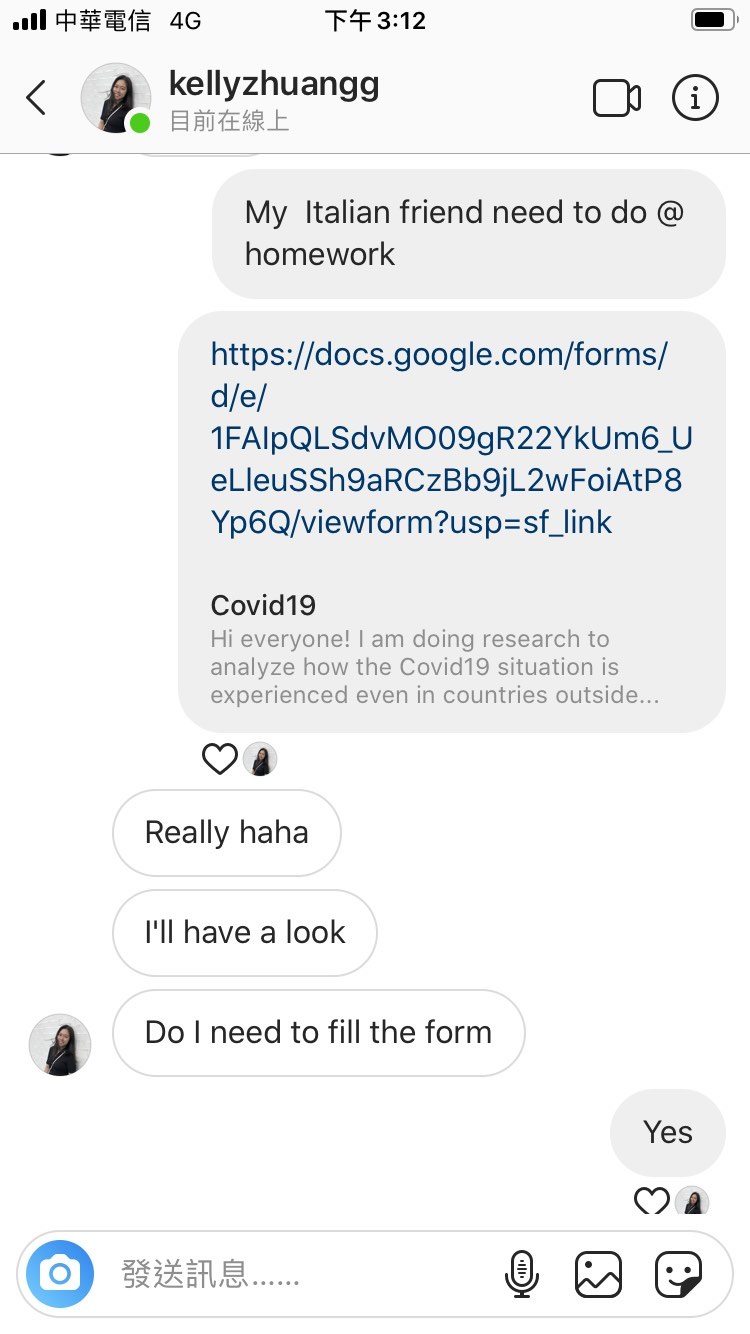 中華電信 4G 下午3:12
kellyzhuangg
目前在線上
My Italian friend need to do @
homework
https://docs.google.com/forms/
d/e/
1FAIpQLSdvMO09gR22YkUm6_U
eLleuSSh9aRCzBb9jL2wFoiAtP8
Yp6Q/viewform?usp=sf_link
Covid19
Hi everyone! I am doing research to
analyze how the Covid19 situation is
experienced even in countries outside...
Really haha
I'll have a look
Do I need to fill the form
Yes
發送訊息......